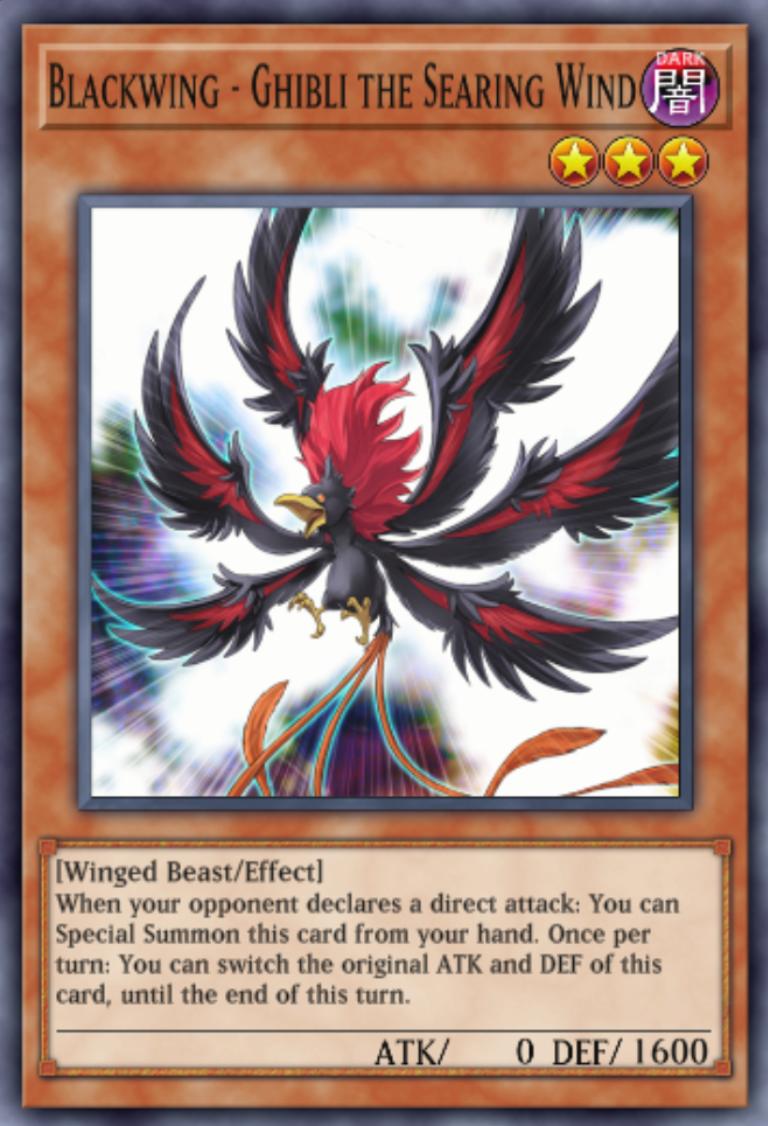 Blackwing - Ghibli the Searing Wind
DARK
闇
[Winged Beast/Effect]
When your opponent declares a direct attack: You can
Special Summon this card from your hand. Once per
turn: You can switch the original ATK and DEF of this
card, until the end of this turn.
ATK/ 0 DEF/ 1600